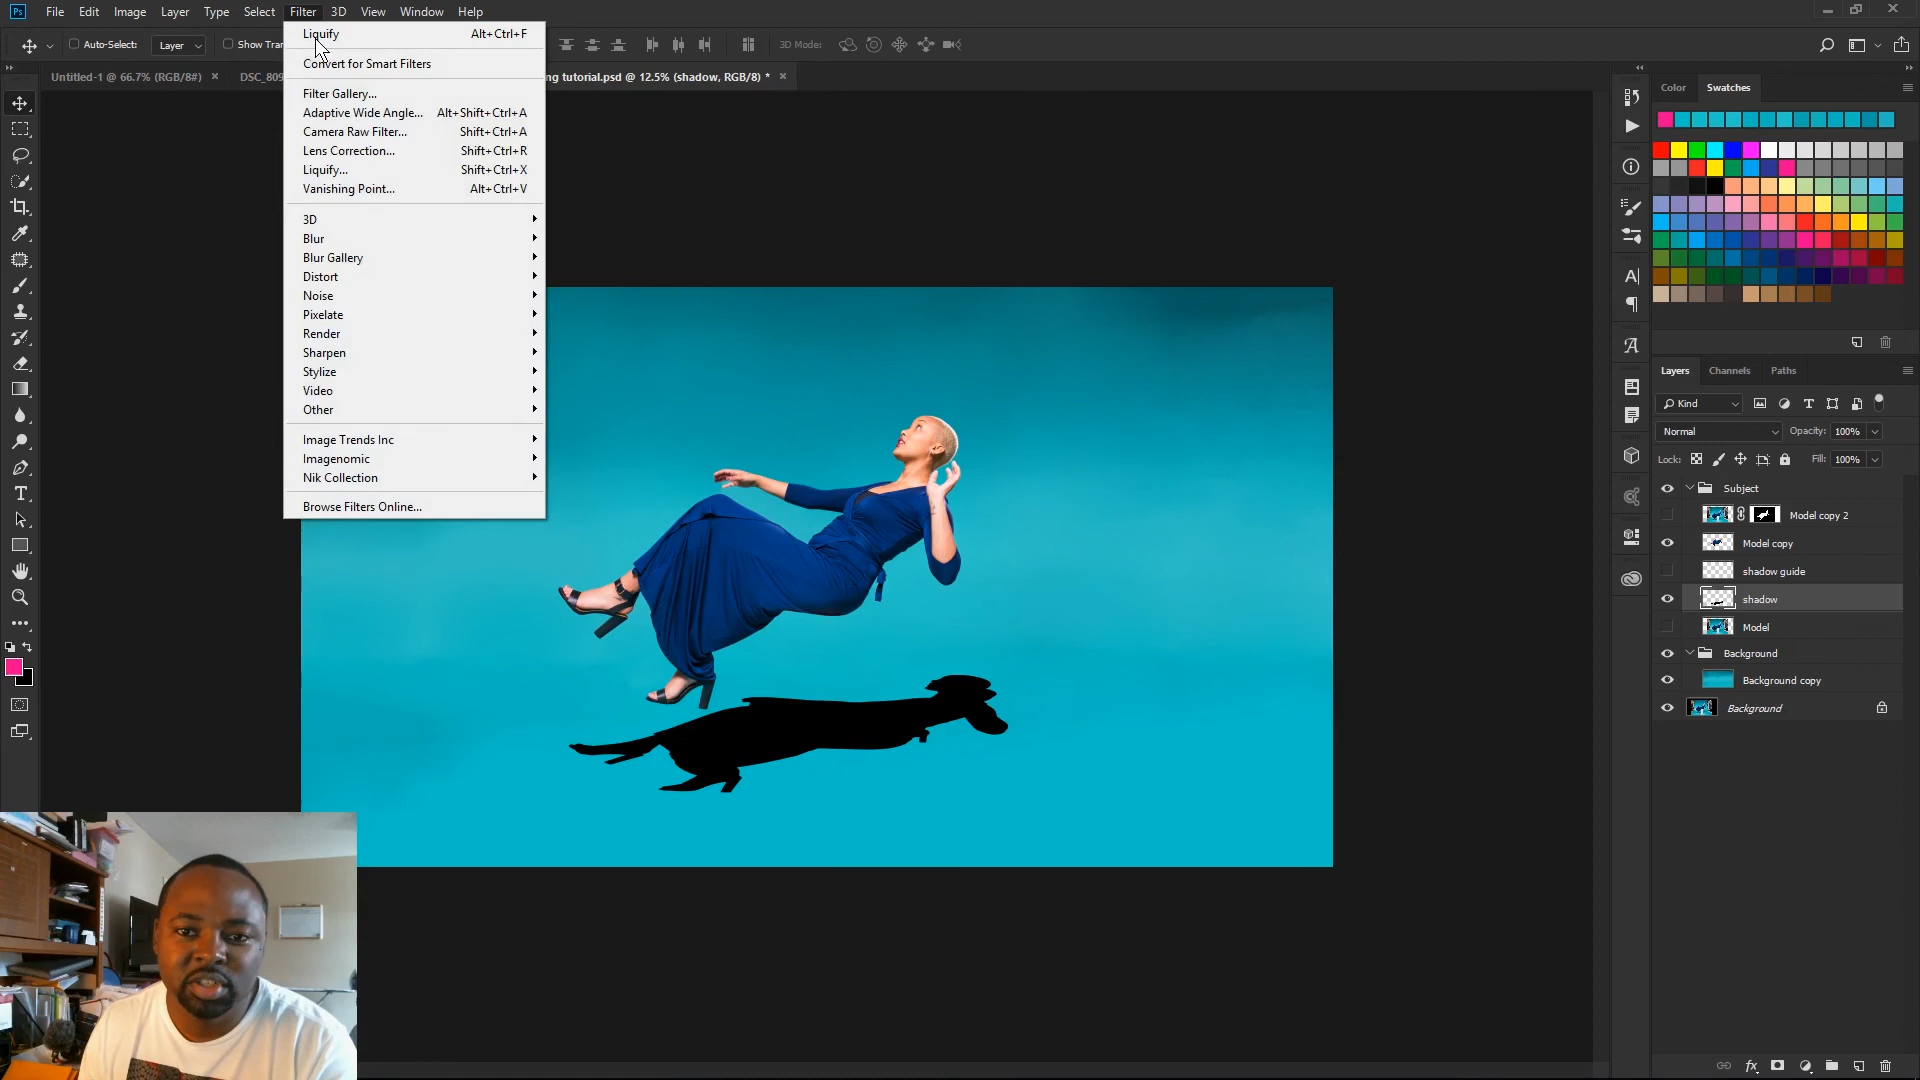 Ps File Edit Image Layer Type Select Filter 3D View Window Help
Auto-Select: Layer Show Tran 3D Mode:
Untitled-1 @ 66.7% (RGB/8#) × DSC_809 ng tutorial.psd @ 12.5% (shadow, RGB/8) * ×
Liquify Alt+Ctrl+F
Convert for Smart Filters
Filter Gallery...
Adaptive Wide Angle... Alt+Shift+Ctrl+A
Camera Raw Filter... Shift+Ctrl+A
Lens Correction... Shift+Ctrl+R
Liquify... Shift+Ctrl+X
Vanishing Point... Alt+Ctrl+V
3D
Blur
Blur Gallery
Distort
Noise
Pixelate
Render
Sharpen
Stylize
Video
Other
Image Trends Inc
Imagenomic
Nik Collection
Browse Filters Online...
Color Swatches
Layers Channels Paths
Kind
Normal Opacity: 100%
Lock: Fill: 100%
Subject
Model copy 2
Model copy
shadow guide
shadow
Model
Background
Background copy
Background